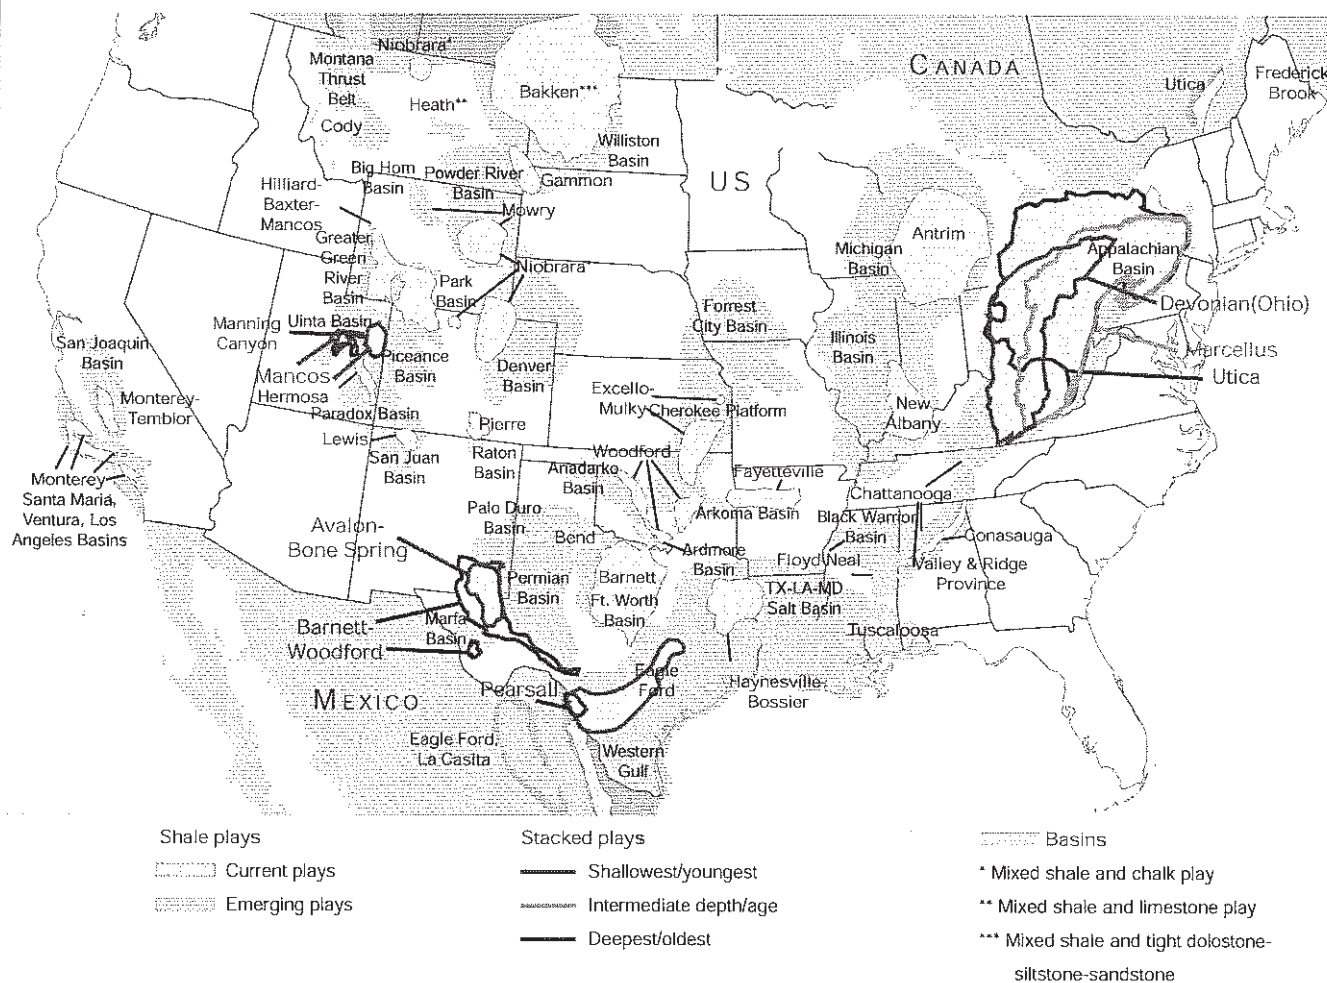 CANADA
Niobrara*
Montana
Thrust
Belt
Heath**
Bakken***
Cody
Williston
Basin
Utica
Frederick
Brook
US
Big Horn
Basin
Powder River
Basin
Gammon
Hilliard-
Baxter-
Mancos
Mowry
Greater
Green
River
Basin
Niobrara*
Park
Basin
Michigan
Basin
Antrim
Appalachian
Basin
Devonian(Ohio)
Marcellus
Utica
Manning
Canyon
Uinta Basin
Mancos
Hermosa
Piceance
Basin
Paradox Basin
Lewis
San Juan
Basin
San Joaquin
Basin
Monterey-
Temblor
Monterey
Santa Maria,
Ventura, Los
Angeles Basins
Denver
Basin
Pierre
Raton
Basin
Forrest
City Basin
Illinois
Basin
Excello-
Mulky
Cherokee Platform
New
Albany
Woodford
Anadarko
Basin
Fayetteville
Arkoma Basin
Chattanooga
Black Warrior
Basin
Conasauga
Valley & Ridge
Province
Floyd Neal
Palo Duro
Basin
Bend
Ardmore
Basin
Avalon-
Bone Spring
Permian
Basin
Barnett
Ft. Worth
Basin
TX-LA-MD
Salt Basin
Tuscaloosa
Barnett-
Woodford
Marfa
Basin
MEXICO
Pearsall
Eagle
Ford
Haynesville-
Bossier
Eagle Ford,
La Casita
Western
Gulf
Shale plays
Current plays
Emerging plays
Stacked plays
Shallowest/youngest
Intermediate depth/age
Deepest/oldest
Basins
* Mixed shale and chalk play
** Mixed shale and limestone play
*** Mixed shale and tight dolostone-
siltstone-sandstone